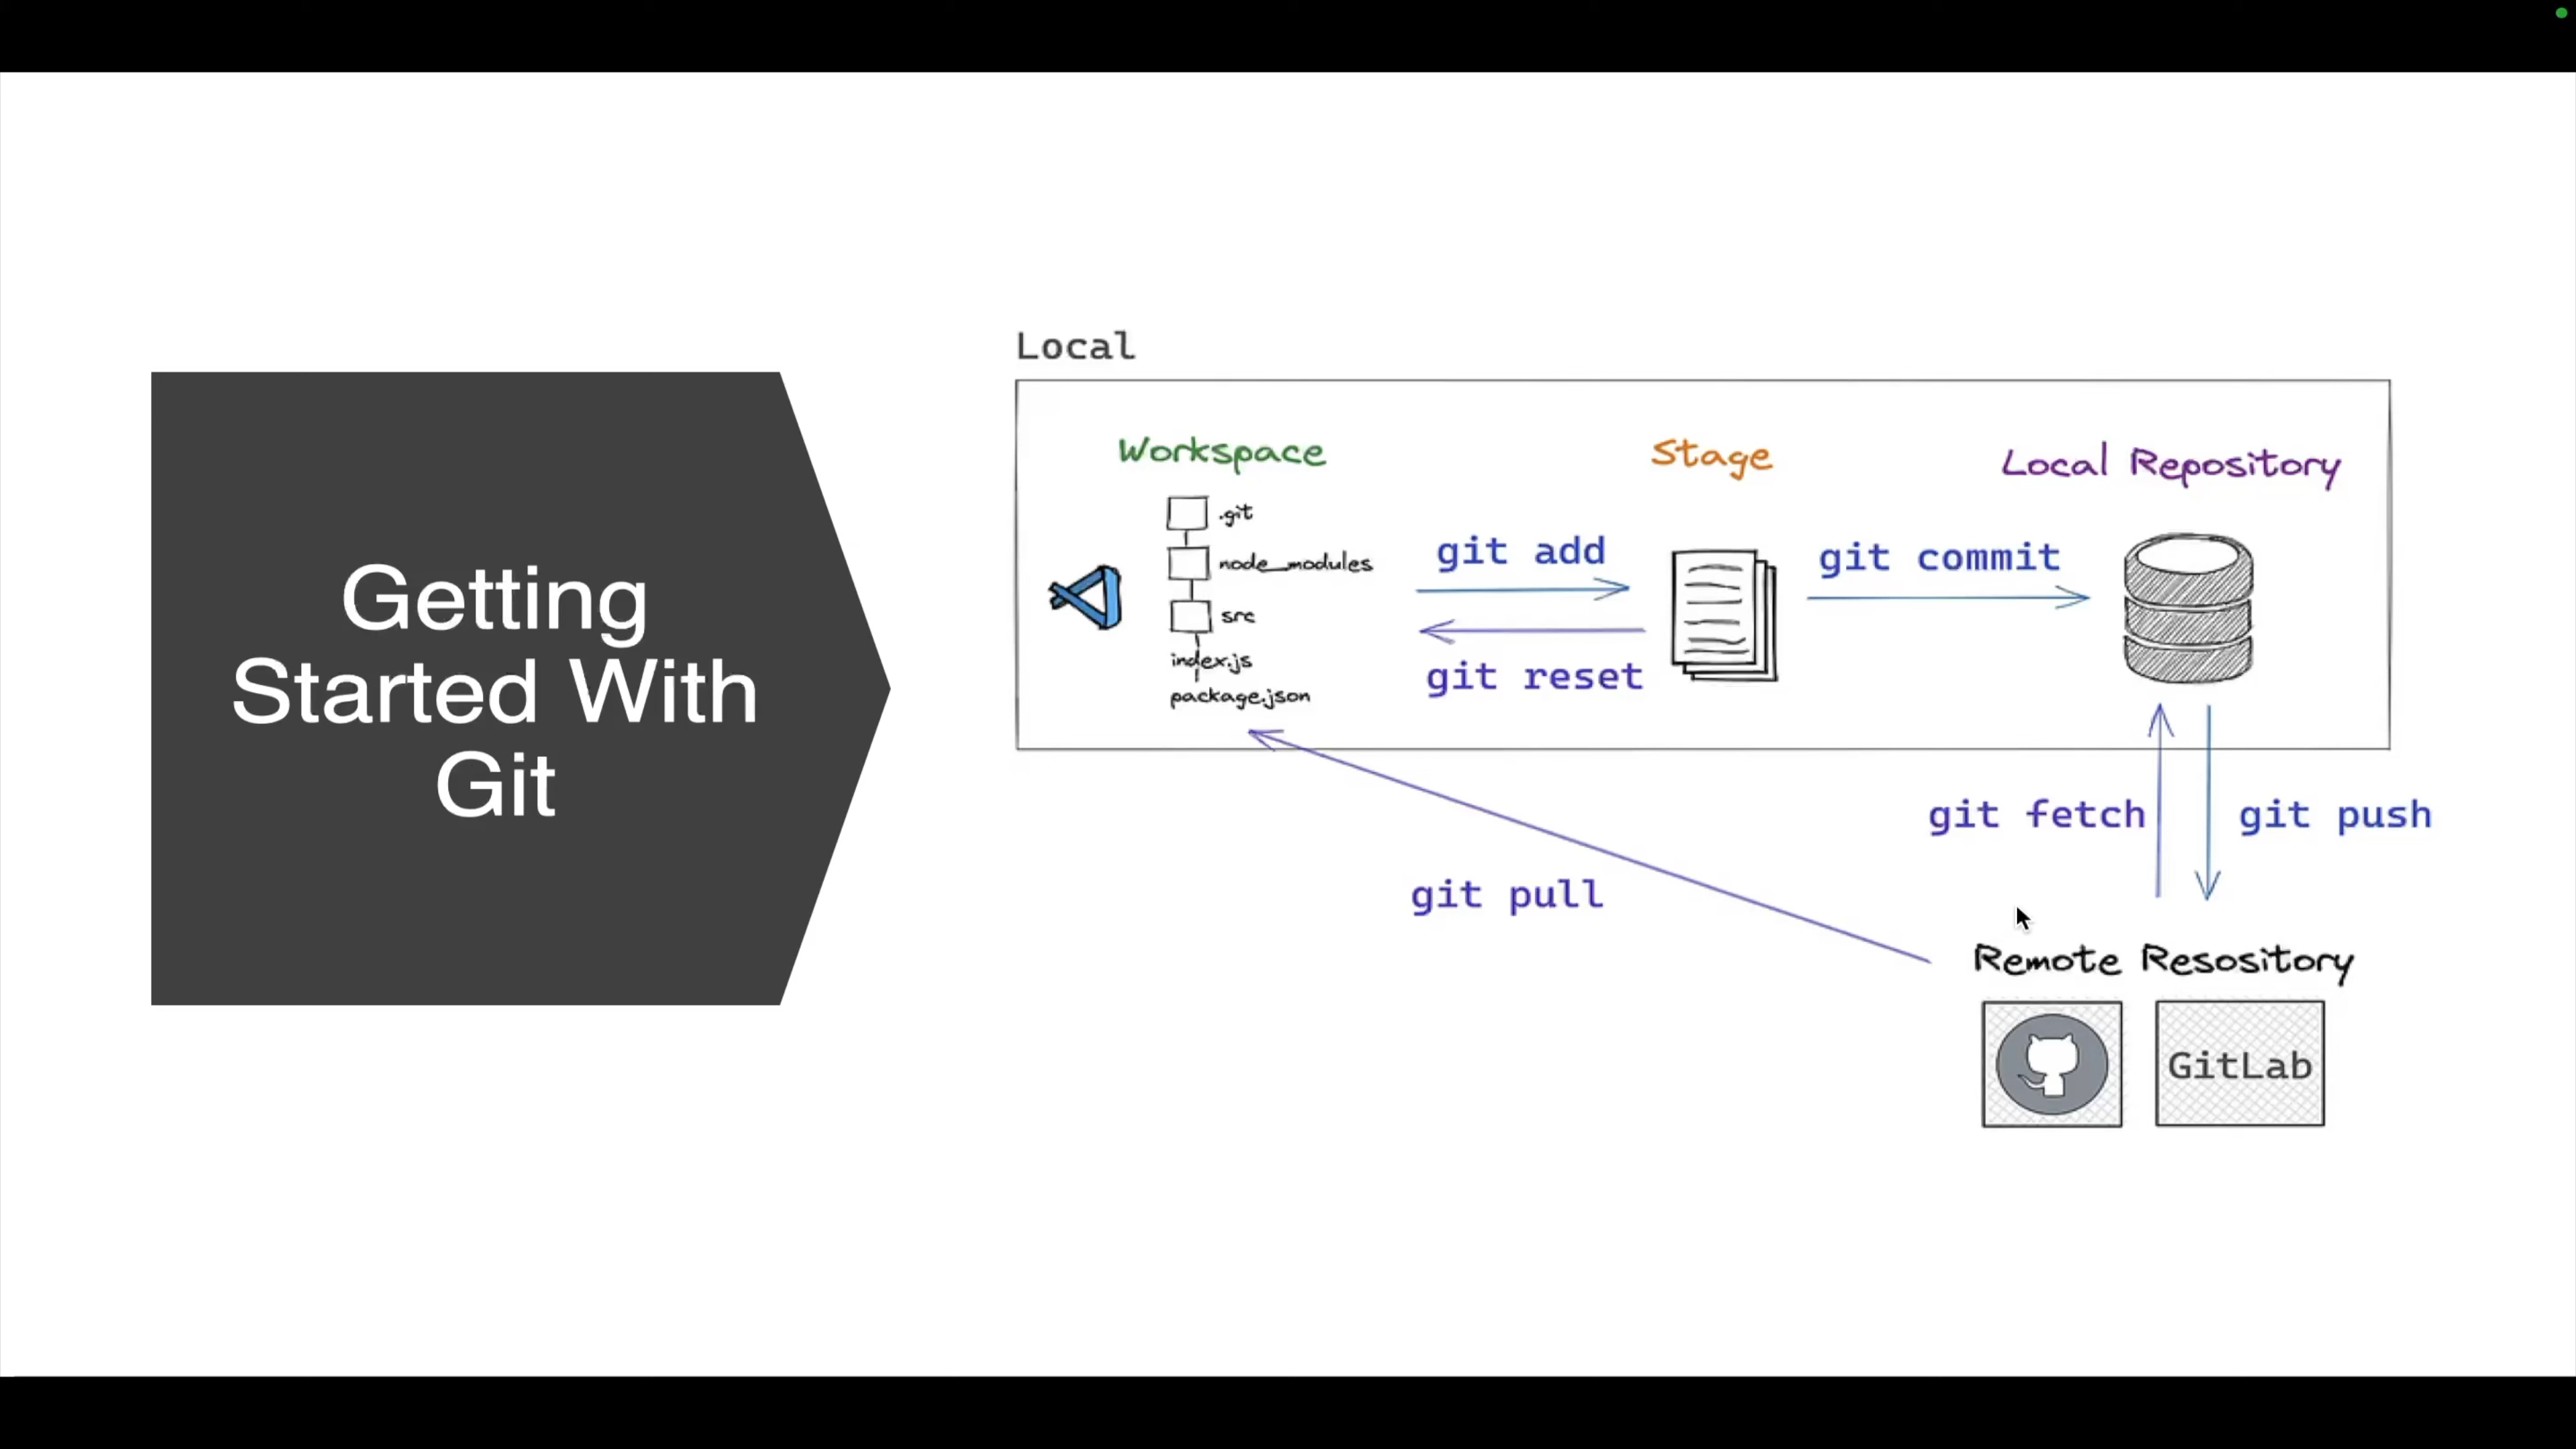 Getting
Started With
Git
Local
Workspace
Stage
Local Repository
.git
node_modules
src
index.js
package.json
git add
git reset
git commit
git fetch
git push
git pull
Remote Resository
GitLab